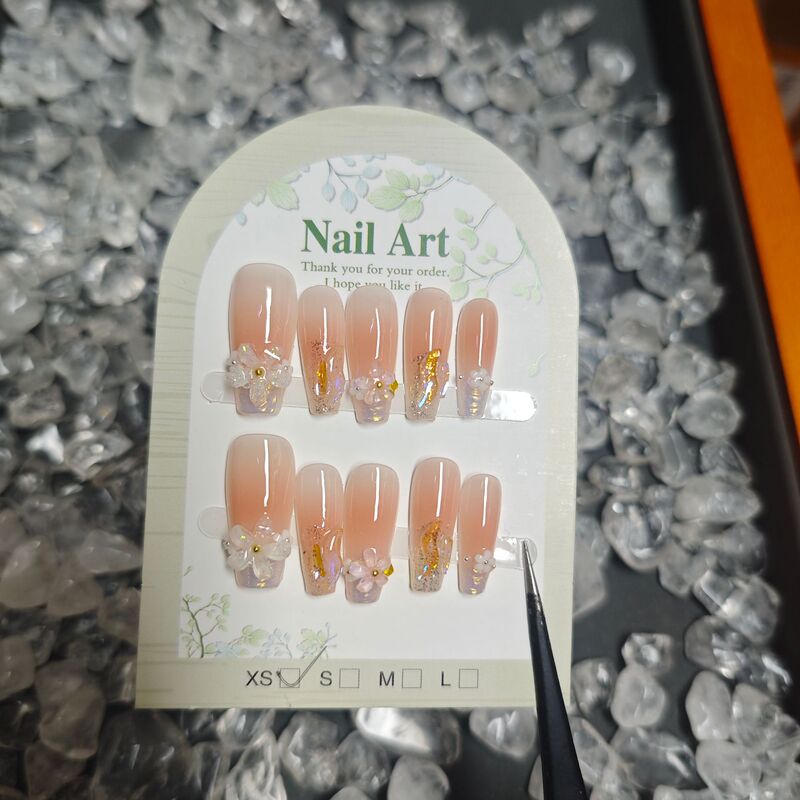 Nail Art
Thank you for your order.
I hope you like it
XS S M L